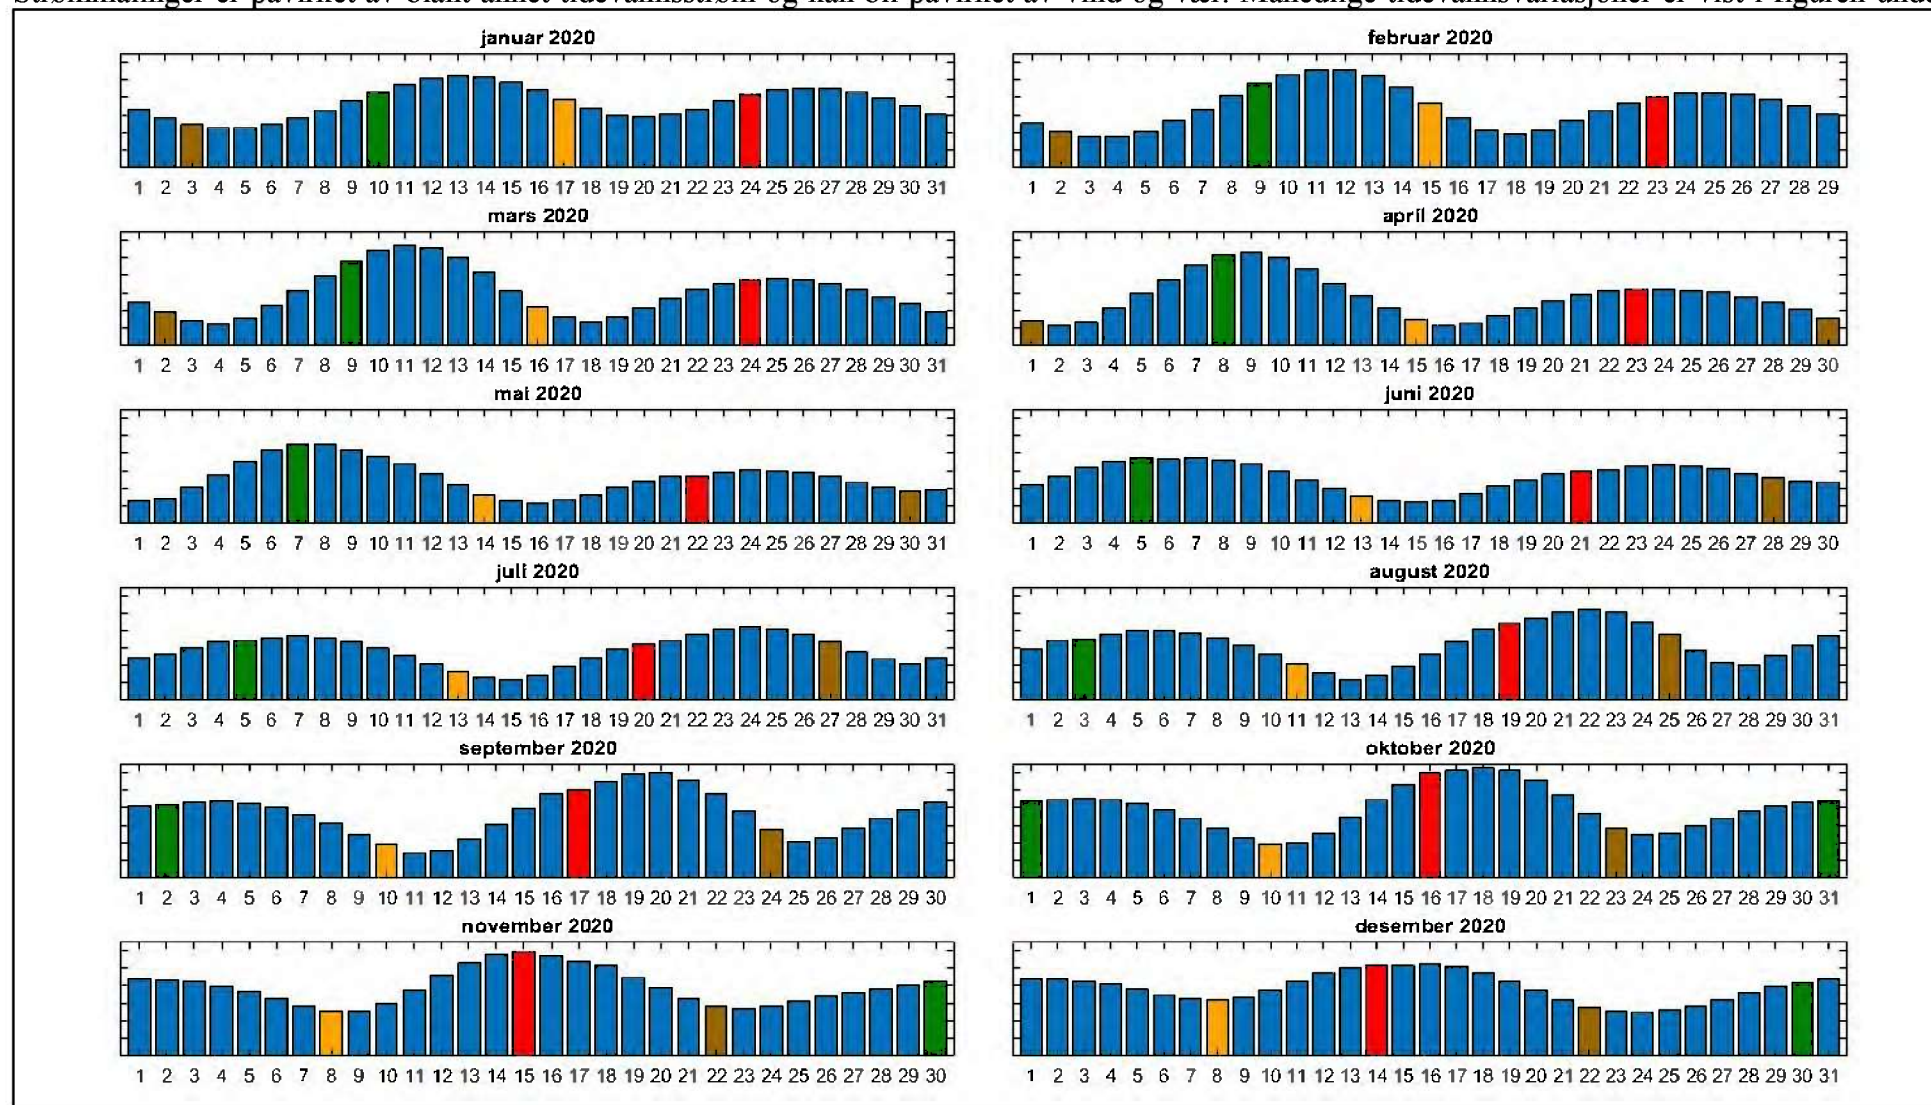 Strømmålinger er påvirket av blant annet tidevannsstrøm og kan bli påvirket av vind og vær. Månedlige tidevannsvariasjoner er vist i figuren
januar 2020
1 2 3 4 5 6 7 8 9 10 11 12 13 14 15 16 17 18 19 20 21 22 23 24 25 26 27 28 29 30 31
februar 2020
1 2 3 4 5 6 7 8 9 10 11 12 13 14 15 16 17 18 19 20 21 22 23 24 25 26 27 28 29
mars 2020
1 2 3 4 5 6 7 8 9 10 11 12 13 14 15 16 17 18 19 20 21 22 23 24 25 26 27 28 29 30 31
april 2020
1 2 3 4 5 6 7 8 9 10 11 12 13 14 15 16 17 18 19 20 21 22 23 24 25 26 27 28 29 30
mai 2020
1 2 3 4 5 6 7 8 9 10 11 12 13 14 15 16 17 18 19 20 21 22 23 24 25 26 27 28 29 30 31
juni 2020
1 2 3 4 5 6 7 8 9 10 11 12 13 14 15 16 17 18 19 20 21 22 23 24 25 26 27 28 29 30
juli 2020
1 2 3 4 5 6 7 8 9 10 11 12 13 14 15 16 17 18 19 20 21 22 23 24 25 26 27 28 29 30 31
august 2020
1 2 3 4 5 6 7 8 9 10 11 12 13 14 15 16 17 18 19 20 21 22 23 24 25 26 27 28 29 30 31
september 2020
1 2 3 4 5 6 7 8 9 10 11 12 13 14 15 16 17 18 19 20 21 22 23 24 25 26 27 28 29 30
oktober 2020
1 2 3 4 5 6 7 8 9 10 11 12 13 14 15 16 17 18 19 20 21 22 23 24 25 26 27 28 29 30 31
november 2020
1 2 3 4 5 6 7 8 9 10 11 12 13 14 15 16 17 18 19 20 21 22 23 24 25 26 27 28 29 30
desember 2020
1 2 3 4 5 6 7 8 9 10 11 12 13 14 15 16 17 18 19 20 21 22 23 24 25 26 27 28 29 30 31